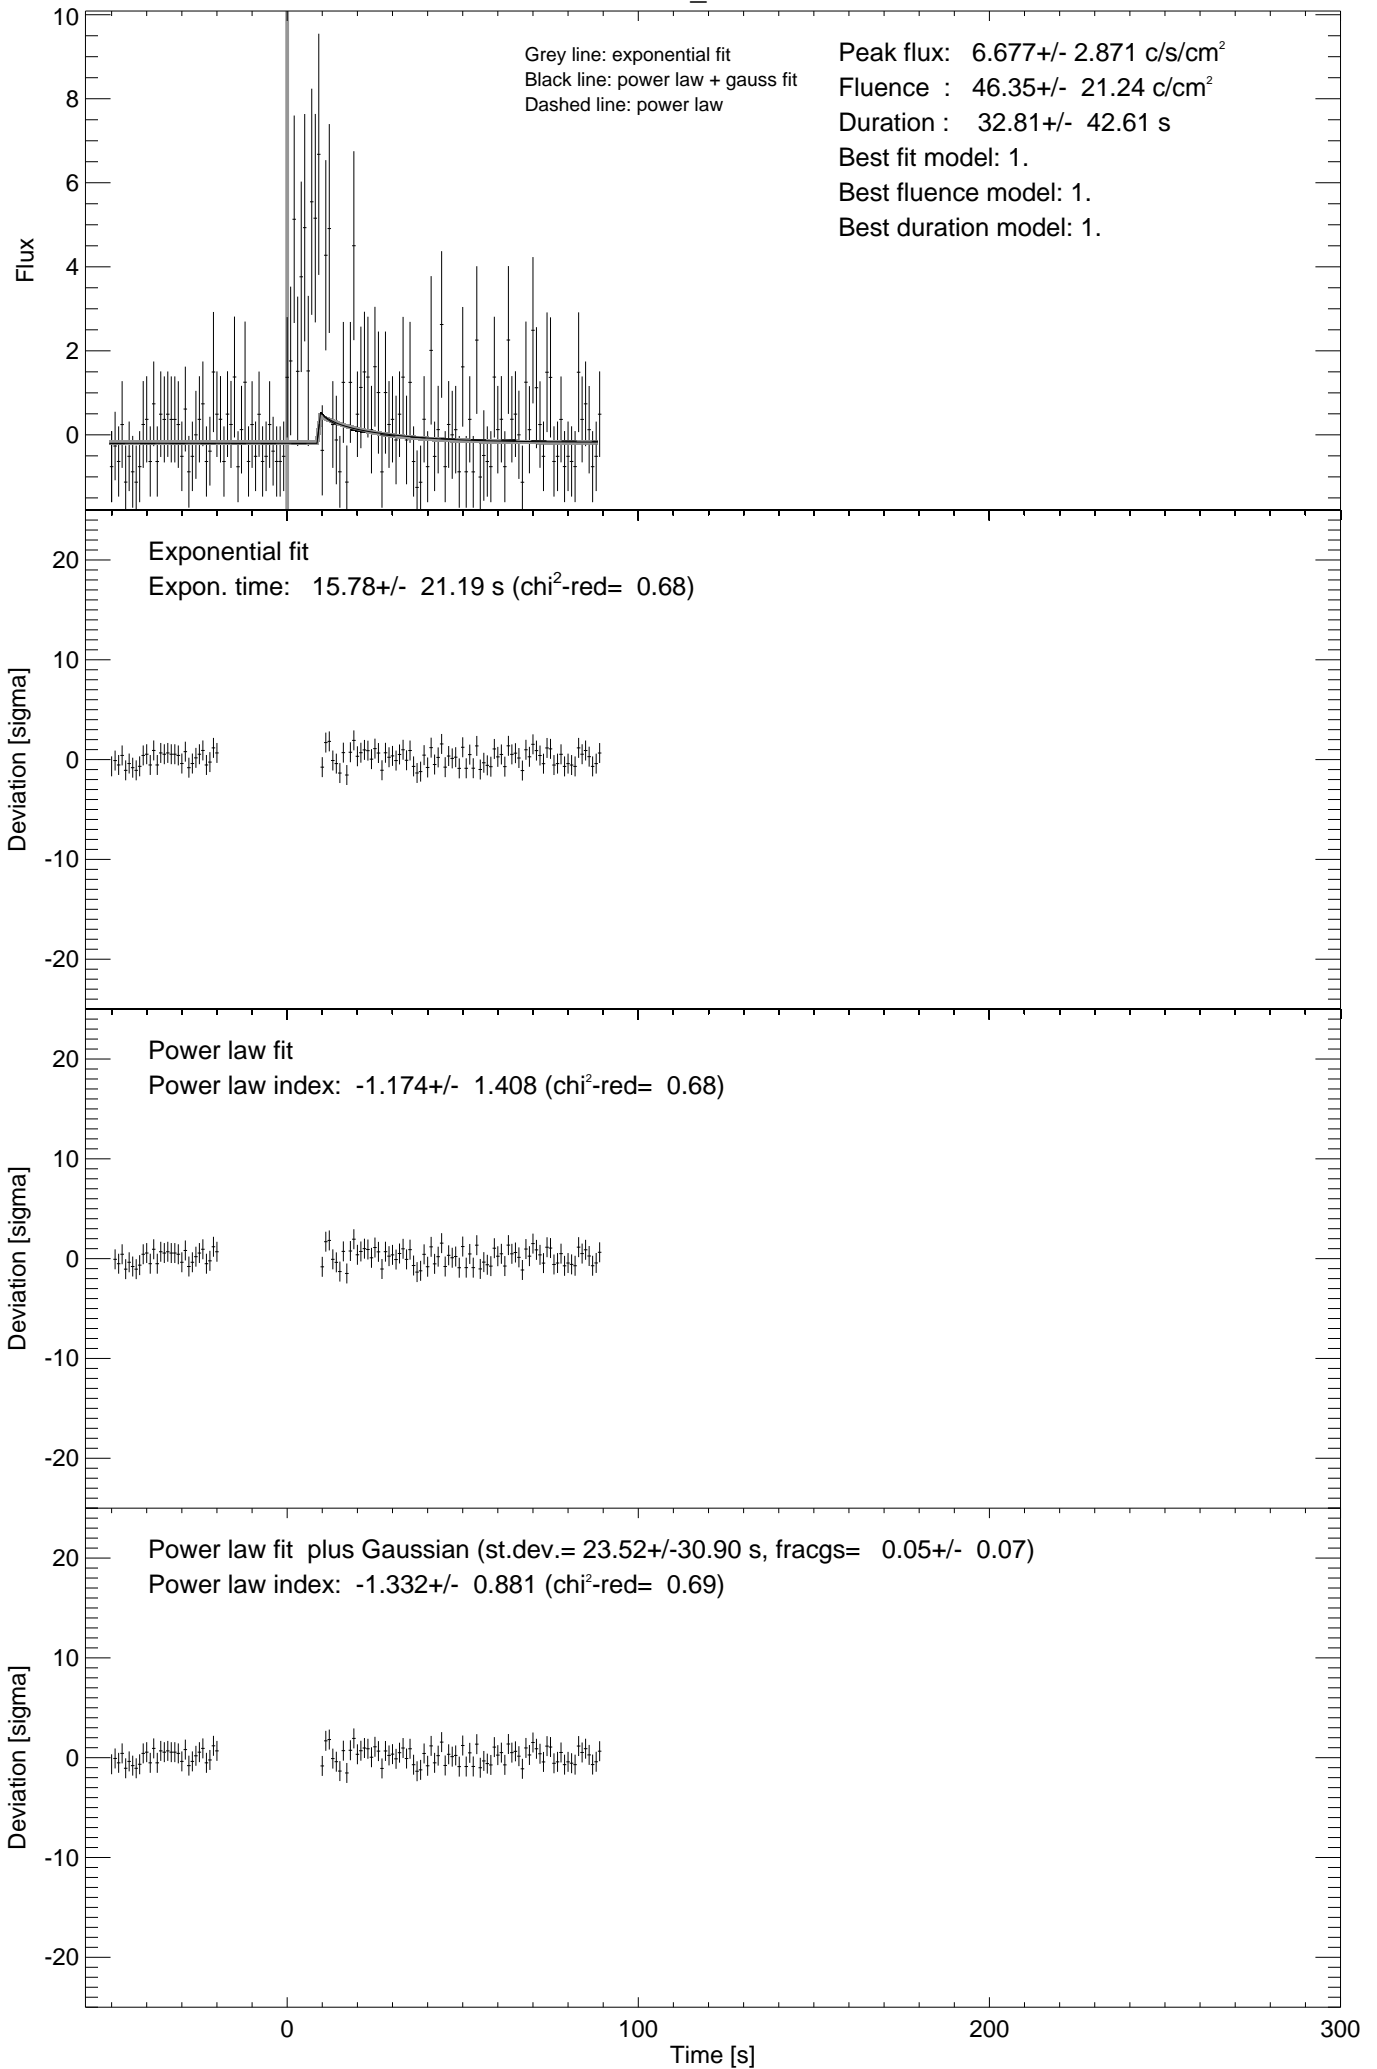 10
8
6
4
2
0
Flux
Grey line: exponential fit
Black line: power law + gauss fit
Dashed line: power law
Peak flux: 6.677+/- 2.871 c/s/cm²
Fluence : 46.35+/- 21.24 c/cm²
Duration : 32.81+/- 42.61 s
Best fit model: 1.
Best fluence model: 1.
Best duration model: 1.
20
10
0
-10
-20
Deviation [sigma]
Exponential fit
Expon. time: 15.78+/- 21.19 s (chi²-red= 0.68)
20
10
0
-10
-20
Deviation [sigma]
Power law fit
Power law index: -1.174+/- 1.408 (chi²-red= 0.68)
20
10
0
-10
-20
Deviation [sigma]
Power law fit plus Gaussian (st.dev.= 23.52+/-30.90 s, fracgs= 0.05+/- 0.07)
Power law index: -1.332+/- 0.881 (chi²-red= 0.69)
0 100 200 300
Time [s]